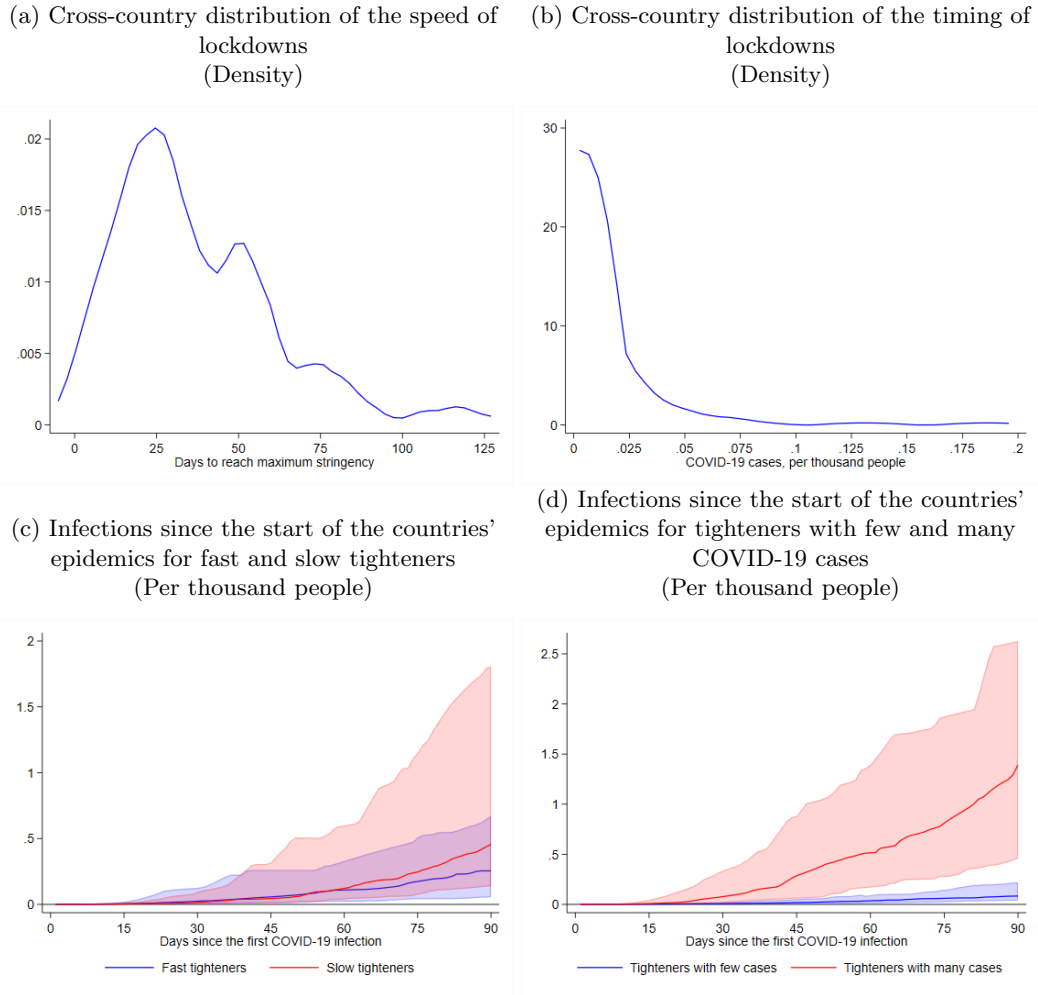 (a) Cross-country distribution of the speed of
lockdowns
(Density)
.02
.015
.01
.005
0
0 25 50 75 100 125
Days to reach maximum stringency
(b) Cross-country distribution of the timing of
lockdowns
(Density)
30
20
10
0
0 .025 .05 .075 .1 .125 .15 .175 .2
COVID-19 cases, per thousand people
(c) Infections since the start of the countries'
epidemics for fast and slow tighteners
(Per thousand people)
2
1.5
1
.5
0
0 15 30 45 60 75 90
Days since the first COVID-19 infection
Fast tighteners Slow tighteners
(d) Infections since the start of the countries'
epidemics for tighteners with few and many
COVID-19 cases
(Per thousand people)
2.5
2
1.5
1
.5
0
0 15 30 45 60 75 90
Days since the first COVID-19 infection
Tighteners with few cases Tighteners with many cases